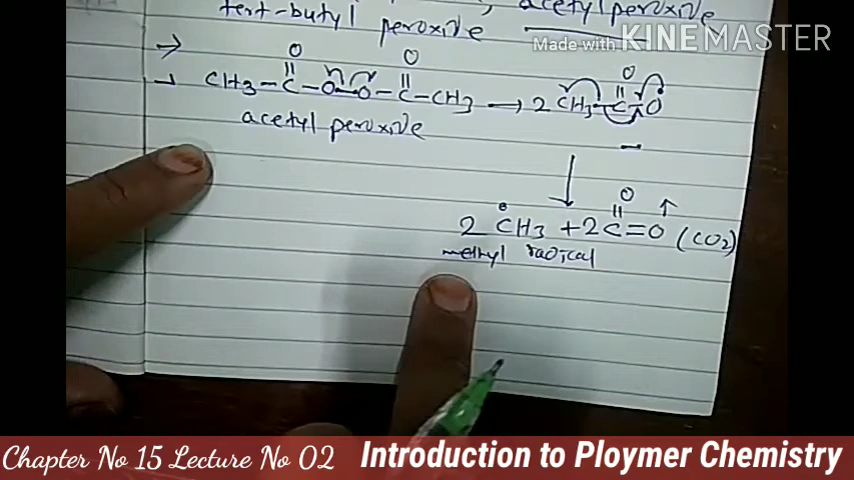 tert-butyl peroxide, acetyl peroxide
Made with KINEMASTER
→
O O O
→ CH3-C-O-O-C-CH3 → 2 CH3-C-O
acetyl peroxide
O
2 CH3 + 2 C=O ↑ (CO2)
methyl radical
Chapter No 15 Lecture No 02 Introduction to Ploymer Chemistry